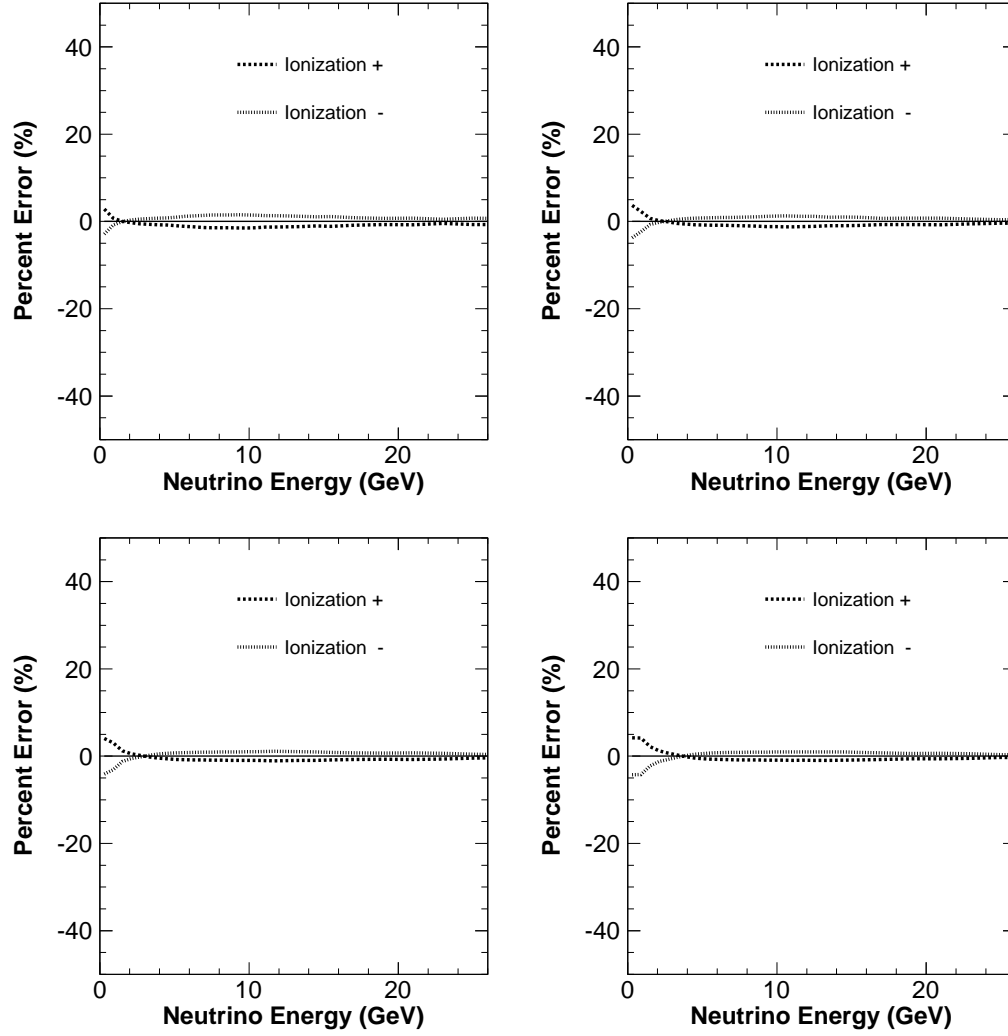 Percent Error (%)
40
20
0
-20
-40
Ionization +
Ionization -
0 10 20
Neutrino Energy (GeV)
Percent Error (%)
40
20
0
-20
-40
Ionization +
Ionization -
0 10 20
Neutrino Energy (GeV)
Percent Error (%)
40
20
0
-20
-40
Ionization +
Ionization -
0 10 20
Neutrino Energy (GeV)
Percent Error (%)
40
20
0
-20
-40
Ionization +
Ionization -
0 10 20
Neutrino Energy (GeV)